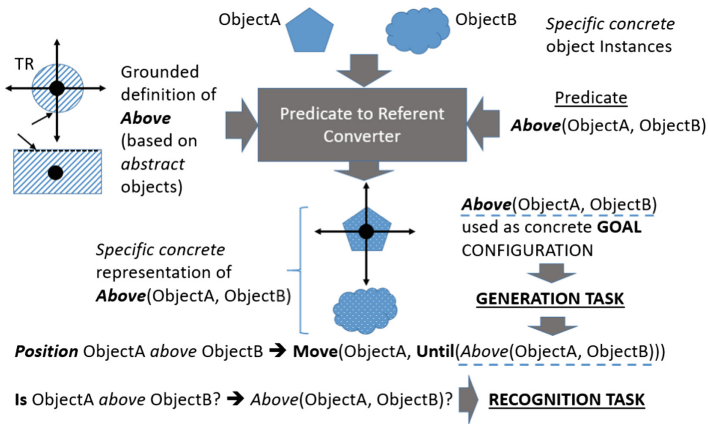 ObjectA
ObjectB
Specific concrete
object Instances
TR
Grounded
definition of
Above
(based on
abstract
objects)
Predicate to Referent
Converter
Predicate
Above(ObjectA, ObjectB)
Specific concrete
representation of
Above(ObjectA, ObjectB)
Above(ObjectA, ObjectB)
used as concrete GOAL
CONFIGURATION
GENERATION TASK
Position ObjectA above ObjectB ➔ Move(ObjectA, Until(Above(ObjectA, ObjectB)))
Is ObjectA above ObjectB? ➔ Above(ObjectA, ObjectB)?
RECOGNITION TASK